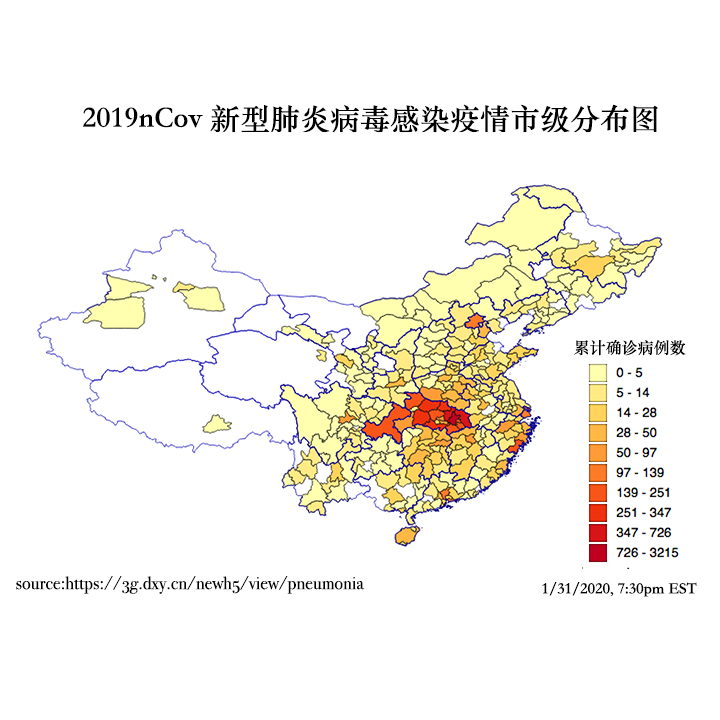 2019nCov 新型肺炎病毒感染疫情市级分布图
累计确诊病例数
0 - 5
5 - 14
14 - 28
28 - 50
50 - 97
97 - 139
139 - 251
251 - 347
347 - 726
726 - 3215
source:https://3g.dxy.cn/newh5/view/pneumonia
1/31/2020, 7:30pm EST